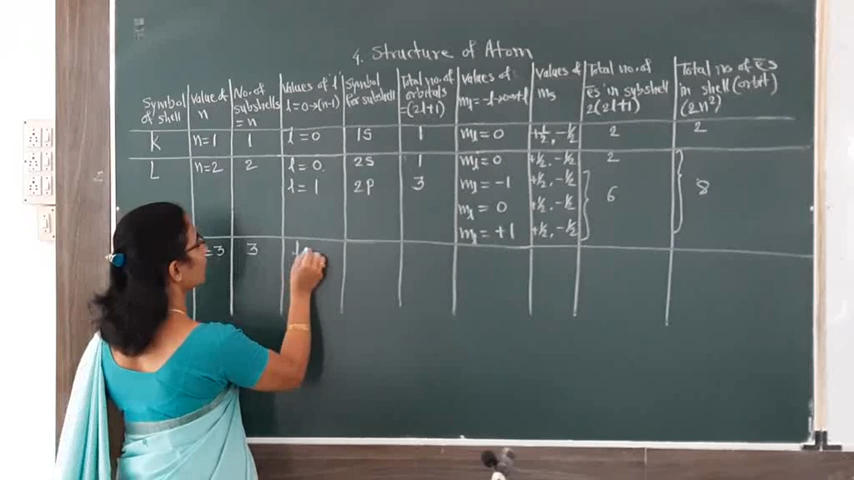 4. Structure of Atom
Symbol of shell | Value of n | No. of subshells = n | Values of 'l' l = 0→(n-1) | Symbol for subshell | Total no. of orbitals =(2l+1) | Values of mₗ = -l→0→+l | Values of mₛ | Total no. of e̅s in subshell 2(2l+1) | Total no of e̅s in shell (orbit) (2n²)
K | n=1 | 1 | l = 0 | 1S | 1 | mₗ = 0 | +½, -½ | 2 | 2
L | n=2 | 2 | l = 0 | 2S | 1 | mₗ = 0 | +½, -½ | 2 | 8
l = 1 | 2P | 3 | mₗ = -1 | +½, -½ | 6
mₗ = 0 | +½, -½
mₗ = +1 | +½, -½
=3 | 3 | l